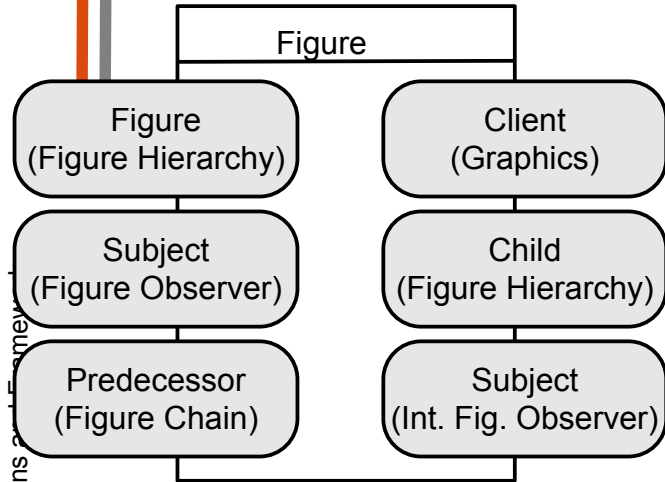 Figure
Figure
(Figure Hierarchy)
Client
(Graphics)
Subject
(Figure Observer)
Child
(Figure Hierarchy)
Predecessor
(Figure Chain)
Subject
(Int. Fig. Observer)